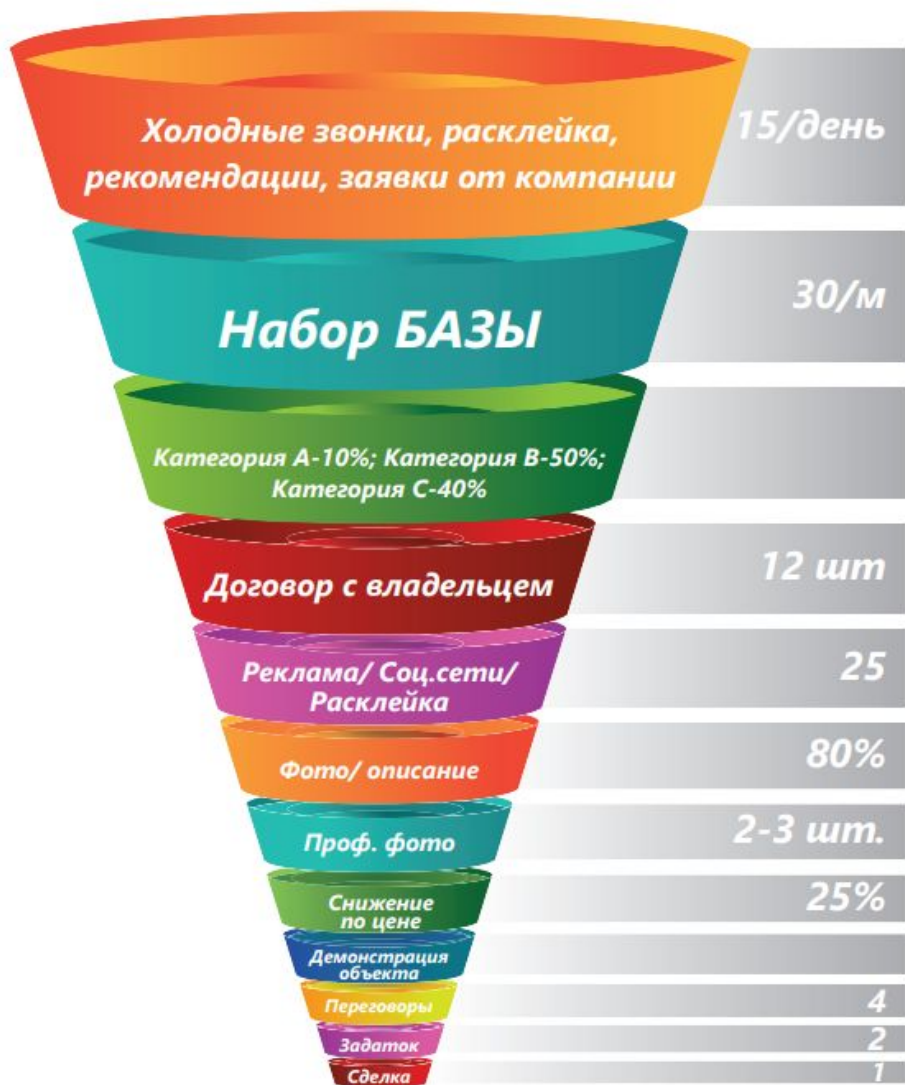 Холодные звонки, расклейка,
рекомендации, заявки от компании
15/день
Набор БАЗЫ
30/м
Категория А-10%; Категория В-50%;
Категория С-40%
Договор с владельцем
12 шт
Реклама/ Соц.сети/
Расклейка
25
Фото/ описание
80%
Проф. фото
2-3 шт.
Снижение
по цене
25%
Демонстрация
объекта
Переговоры
4
Задаток
2
Сделка
1